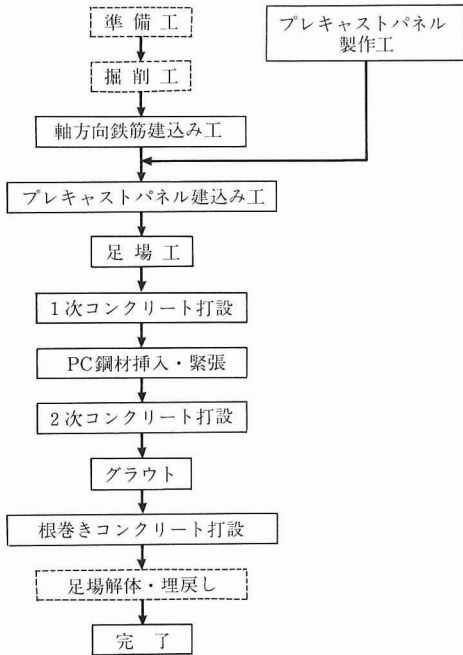 準備工
プレキャストパネル
製作工
掘削工
軸方向鉄筋建込み工
プレキャストパネル建込み工
足場工
1次コンクリート打設
PC鋼材挿入・緊張
2次コンクリート打設
グラウト
根巻きコンクリート打設
足場解体・埋戻し
完了